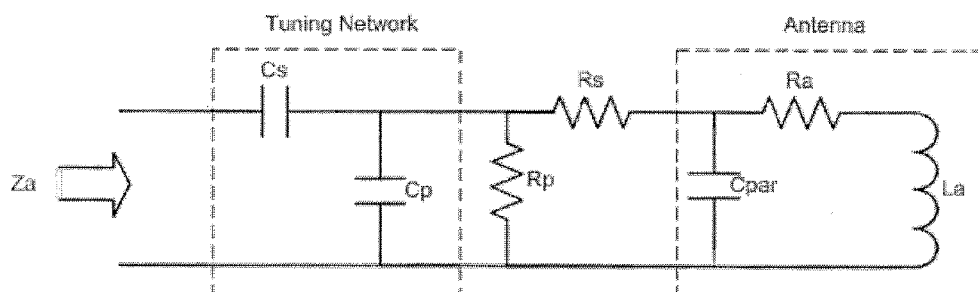 Tuning Network
Antenna
Cs
Rs
Ra
Za
Cp
Rp
Cpar
La